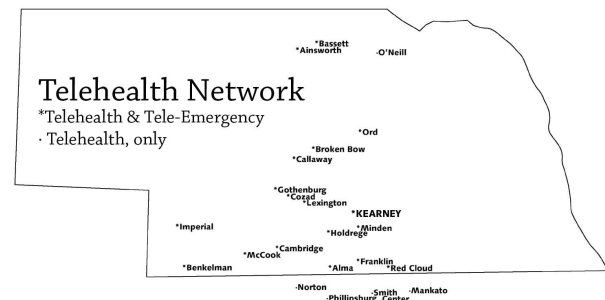 *Bassett
*Ainsworth
·O'Neill
Telehealth Network
*Telehealth & Tele-Emergency
· Telehealth, only
*Ord
*Broken Bow
*Callaway
*Gothenburg
*Cozad
*Lexington
*KEARNEY
*Imperial
*Minden
*Holdrege
*Cambridge
*McCook
*Franklin
*Benkelman
*Alma
*Red Cloud
·Norton
·Smith Center
·Mankato
·Phillipsburg